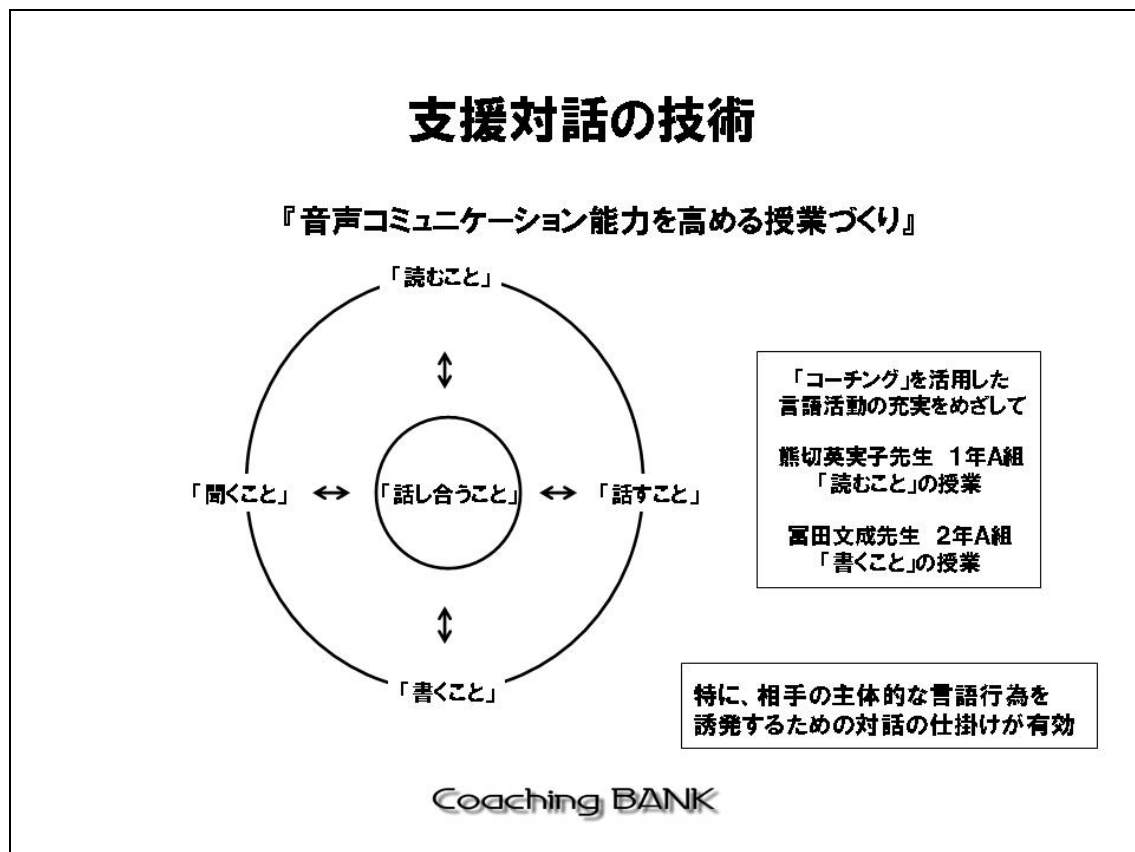 支援対話の技術
『音声コミュニケーション能力を高める授業づくり』
「読むこと」
「聞くこと」
「話し合うこと」
「話すこと」
「書くこと」
「コーチング」を活用した
言語活動の充実をめざして
熊切英実子先生 1年A組
「読むこと」の授業
冨田文成先生 2年A組
「書くこと」の授業
特に、相手の主体的な言語行為を
誘発するための対話の仕掛けが有効
Coaching BANK